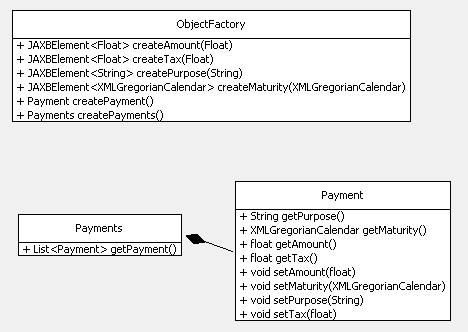 ObjectFactory
+ JAXBElement<Float> createAmount(Float)
+ JAXBElement<Float> createTax(Float)
+ JAXBElement<String> createPurpose(String)
+ JAXBElement<XMLGregorianCalendar> createMaturity(XMLGregorianCalendar)
+ Payment createPayment()
+ Payments createPayments()
Payments
+ List<Payment> getPayment()
Payment
+ String getPurpose()
+ XMLGregorianCalendar getMaturity()
+ float getAmount()
+ float getTax()
+ void setAmount(float)
+ void setMaturity(XMLGregorianCalendar)
+ void setPurpose(String)
+ void setTax(float)